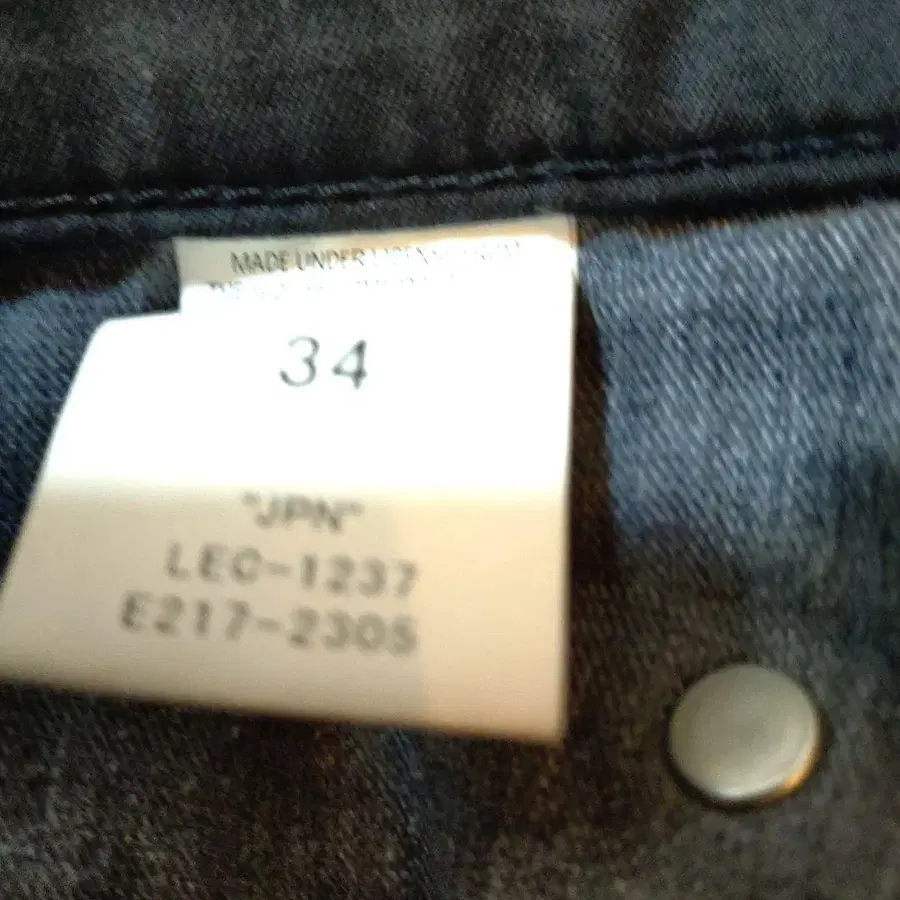 MADE UNDER
34
"JPN"
LEC-1237
E217-2305